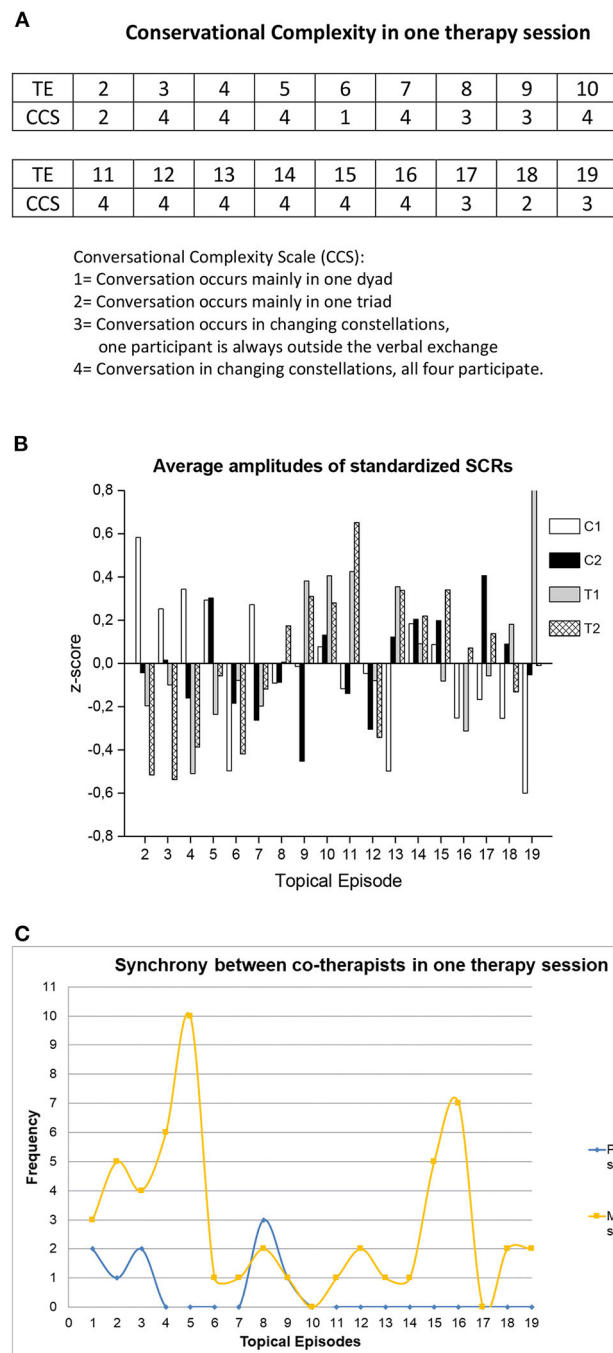 A
Conservational Complexity in one therapy session
TE 2 3 4 5 6 7 8 9 10
CCS 2 4 4 4 1 4 3 3 4
TE 11 12 13 14 15 16 17 18 19
CCS 4 4 4 4 4 4 3 2 3
Conversational Complexity Scale (CCS):
1= Conversation occurs mainly in one dyad
2= Conversation occurs mainly in one triad
3= Conversation occurs in changing constellations,
one participant is always outside the verbal exchange
4= Conversation in changing constellations, all four participate.
B
Average amplitudes of standardized SCRs
0,8
0,6
0,4
0,2
0,0
-0,2
-0,4
-0,6
-0,8
z-score
C1
C2
T1
T2
2 3 4 5 6 7 8 9 10 11 12 13 14 15 16 17 18 19
Topical Episode
C
Synchrony between co-therapists in one therapy session
11
10
9
8
7
6
5
4
3
2
1
0
Frequency
P
s
M
s
0 1 2 3 4 5 6 7 8 9 10 11 12 13 14 15 16 17 18 19
Topical Episodes